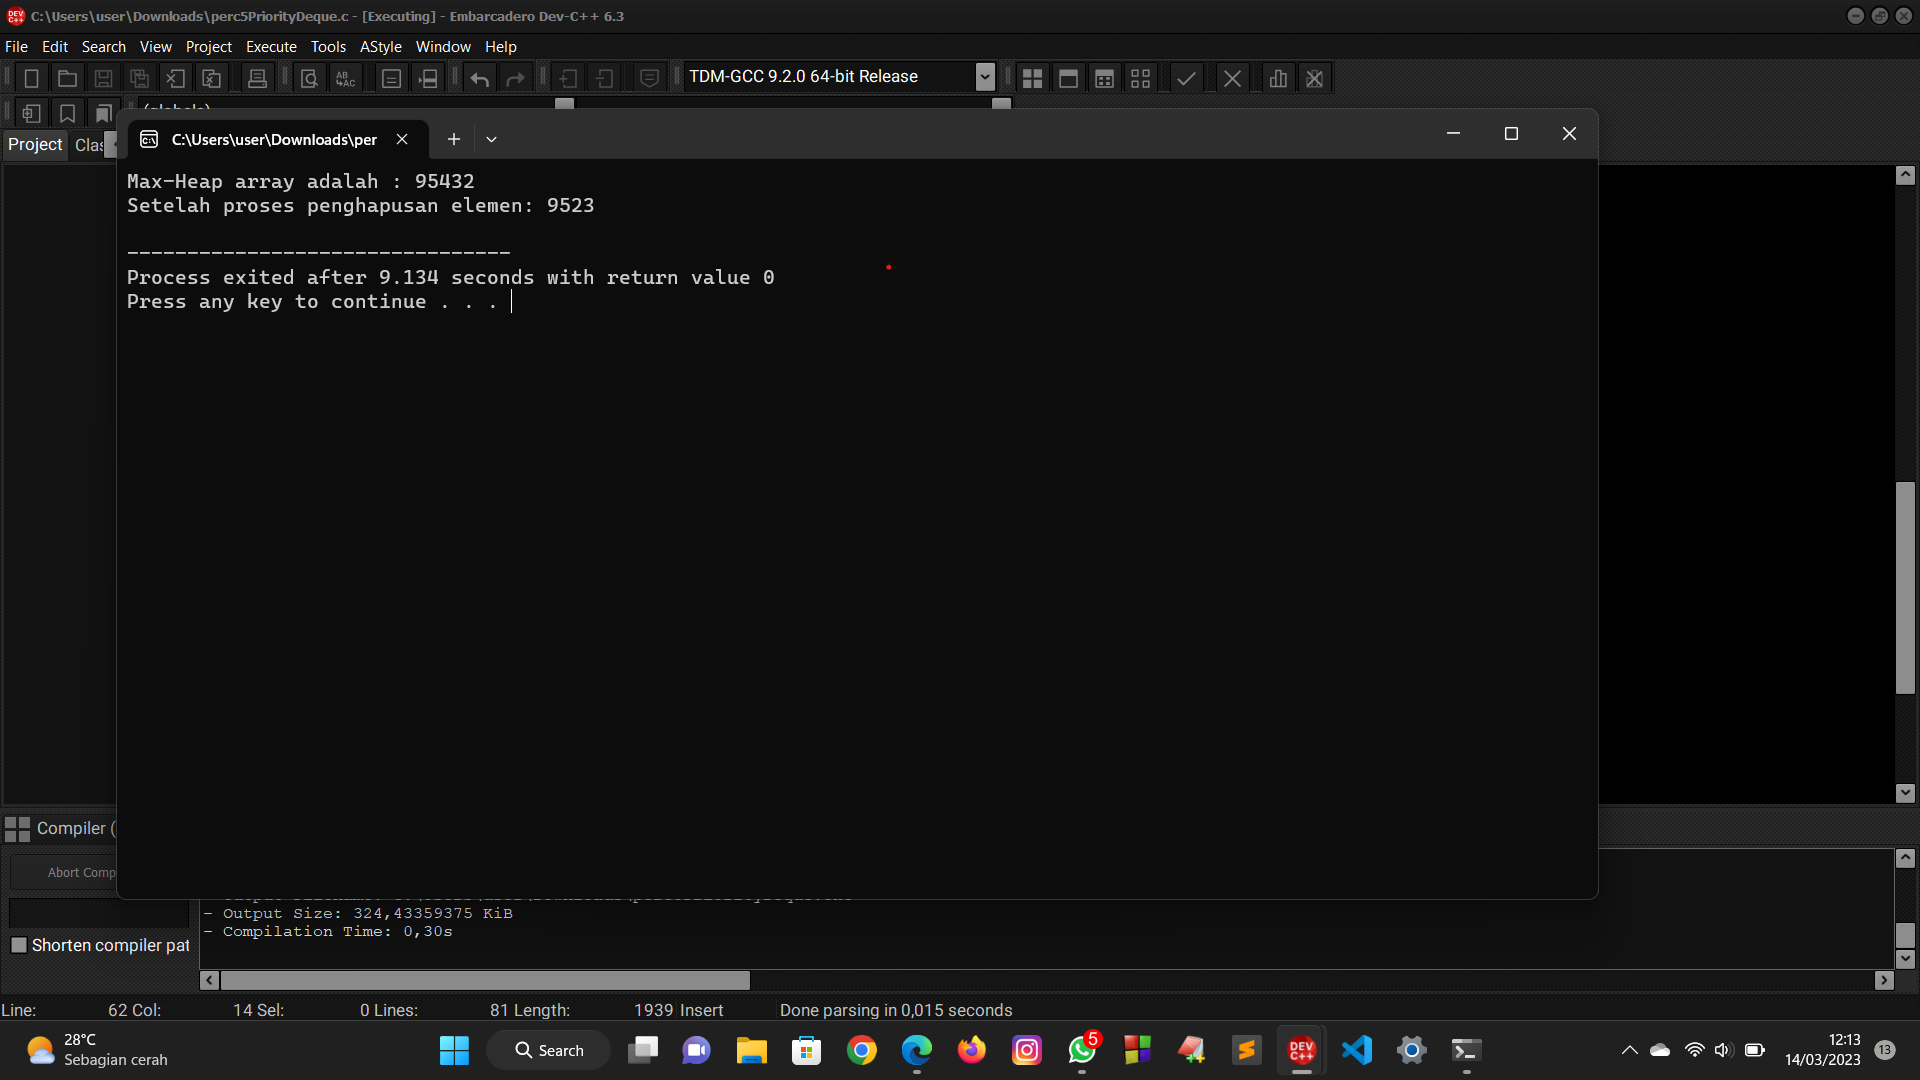 C:\Users\user\Downloads\perc5PriorityDeque.c - [Executing] - Embarcadero Dev-C++ 6.3
File Edit Search View Project Execute Tools AStyle Window Help
TDM-GCC 9.2.0 64-bit Release
(globals)
Project Clas
C:\Users\user\Downloads\per
Max-Heap array adalah : 95432
Setelah proses penghapusan elemen: 9523
--------------------------------
Process exited after 9.134 seconds with return value 0
Press any key to continue . . .
Compiler (
Abort Comp
- Output Size: 324,43359375 KiB
- Compilation Time: 0,30s
Shorten compiler pat
Line: 62 Col: 14 Sel: 0 Lines: 81 Length: 1939 Insert Done parsing in 0,015 seconds
28°C
Sebagian cerah
Search
5
DEV C++
12:13
14/03/2023
13